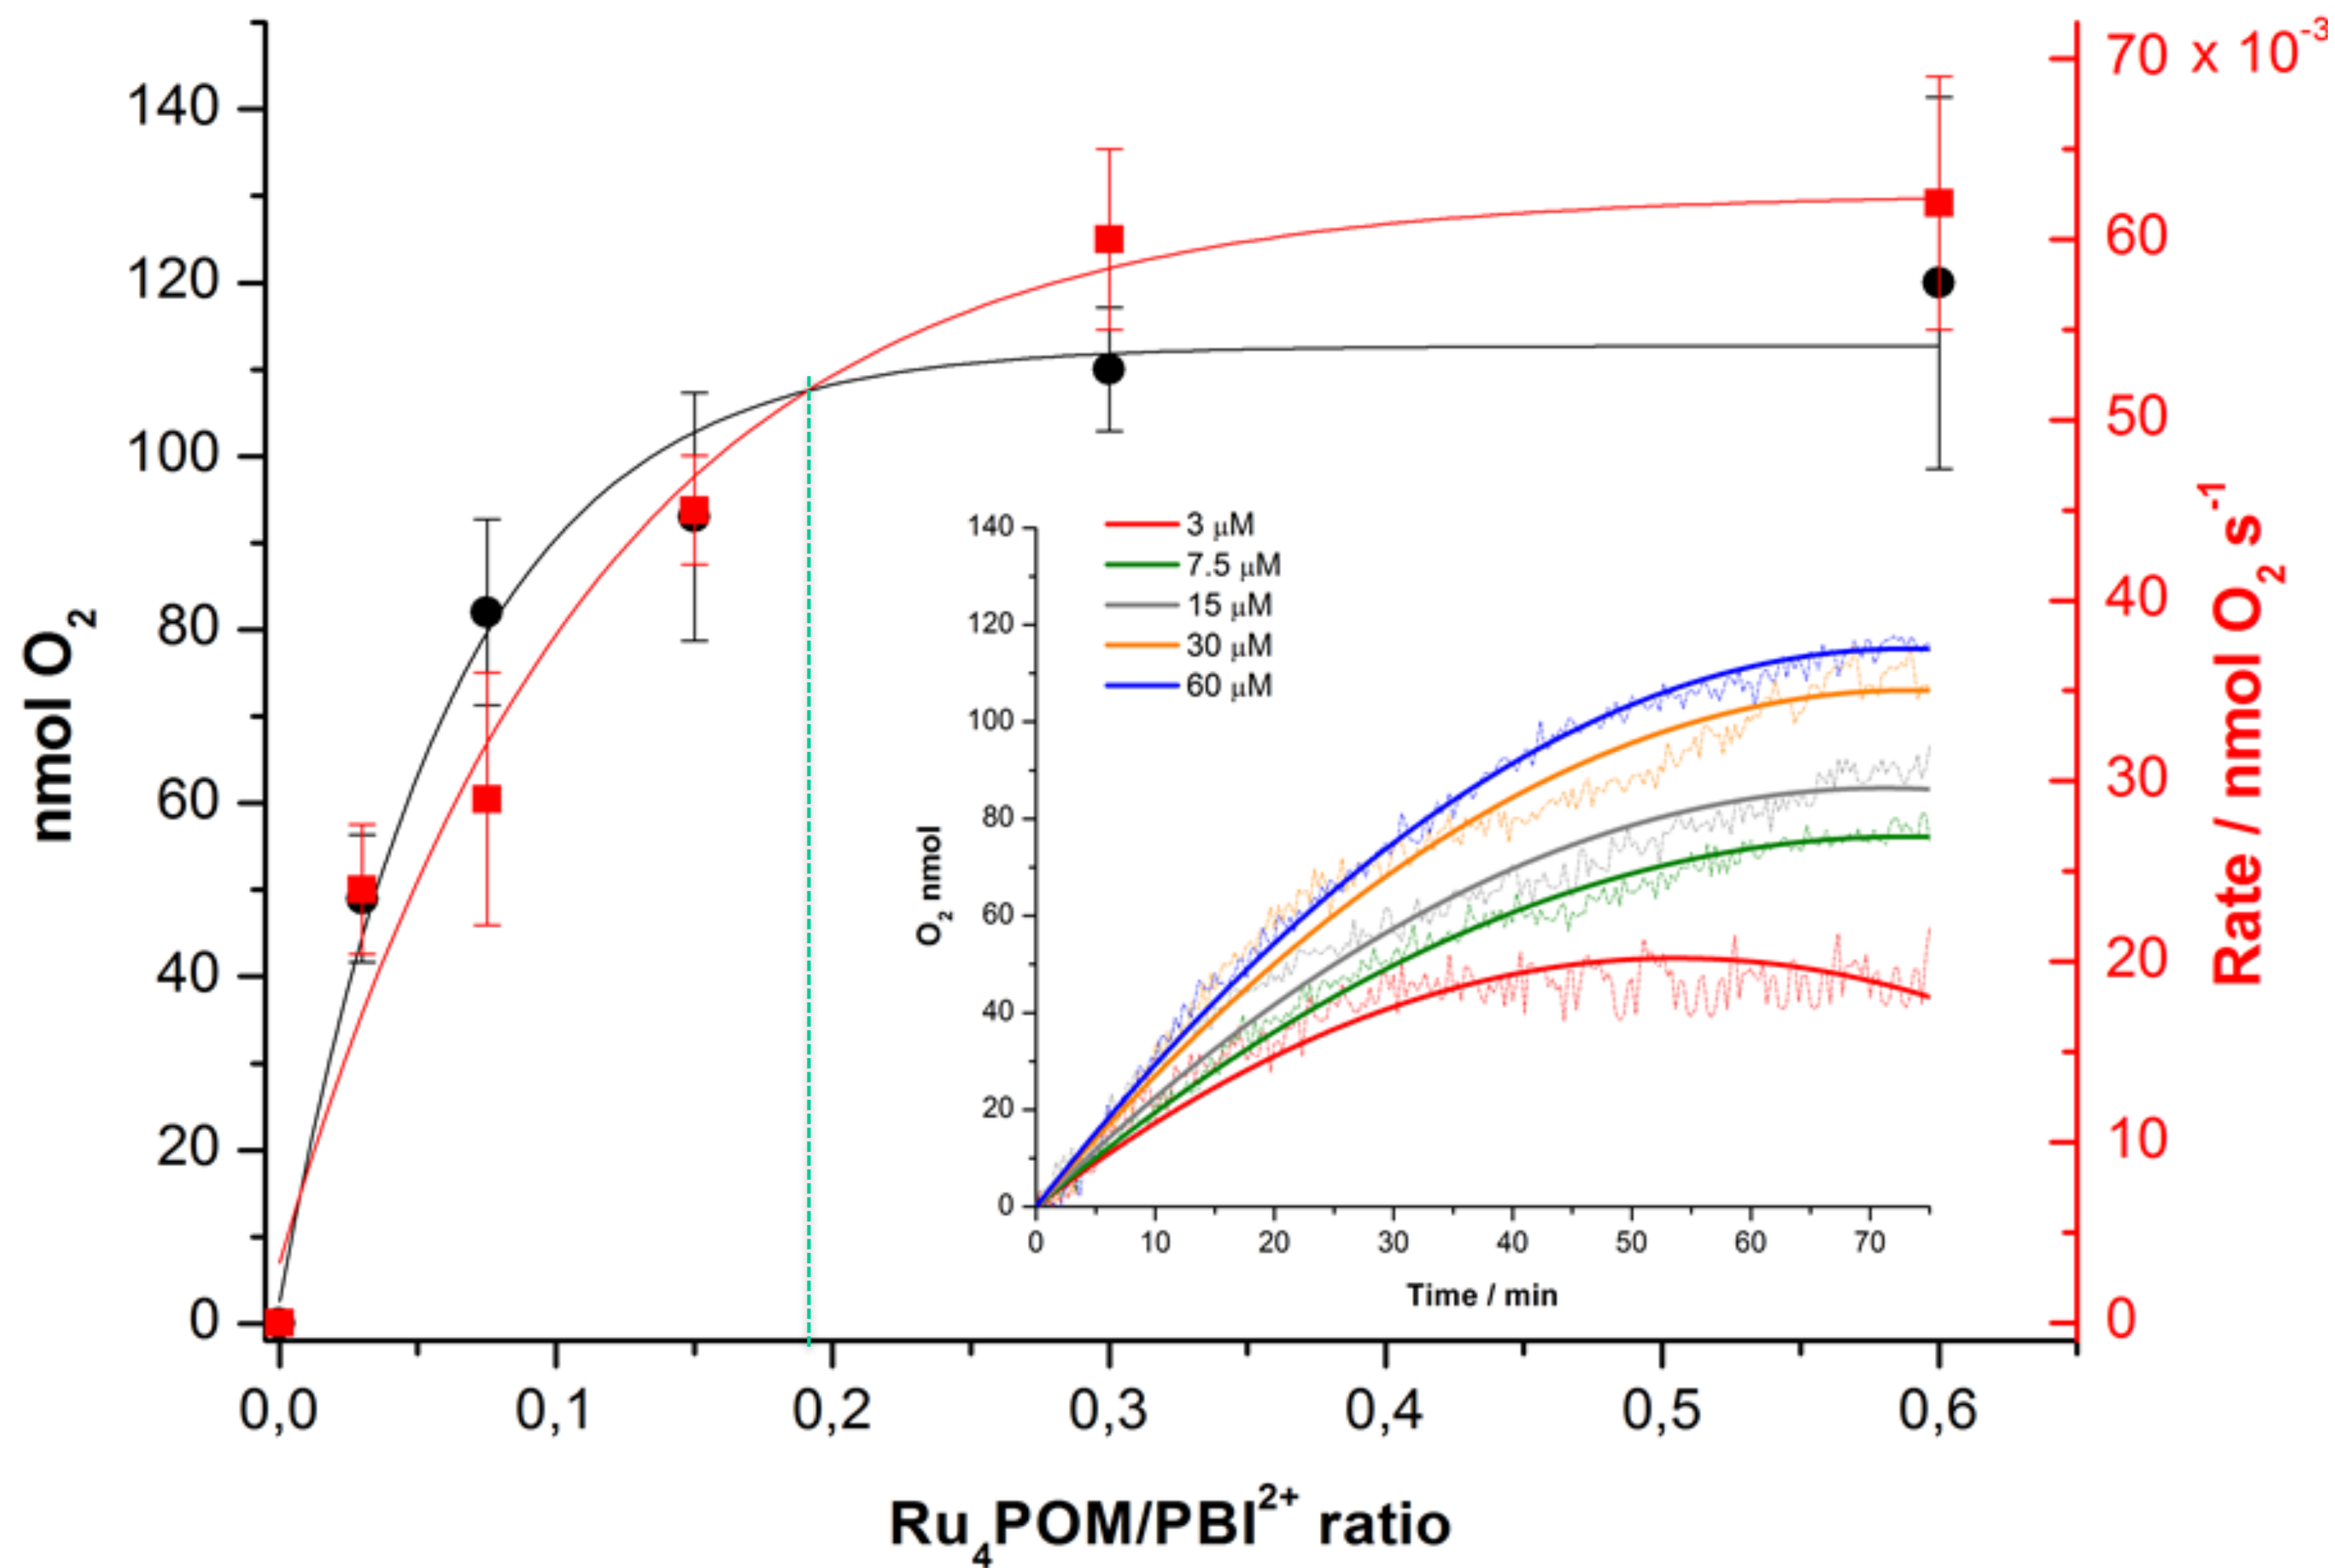 70 x 10⁻³
140
60
120
50
100
40
80
30
60
20
40
10
20
0
0
nmol O₂
Rate / nmol O₂ s⁻¹
3 μM
7.5 μM
15 μM
30 μM
60 μM
140
120
100
80
60
40
20
0
O₂ nmol
0 10 20 30 40 50 60 70
Time / min
0,0 0,1 0,2 0,3 0,4 0,5 0,6
Ru₄POM/PBI²⁺ ratio